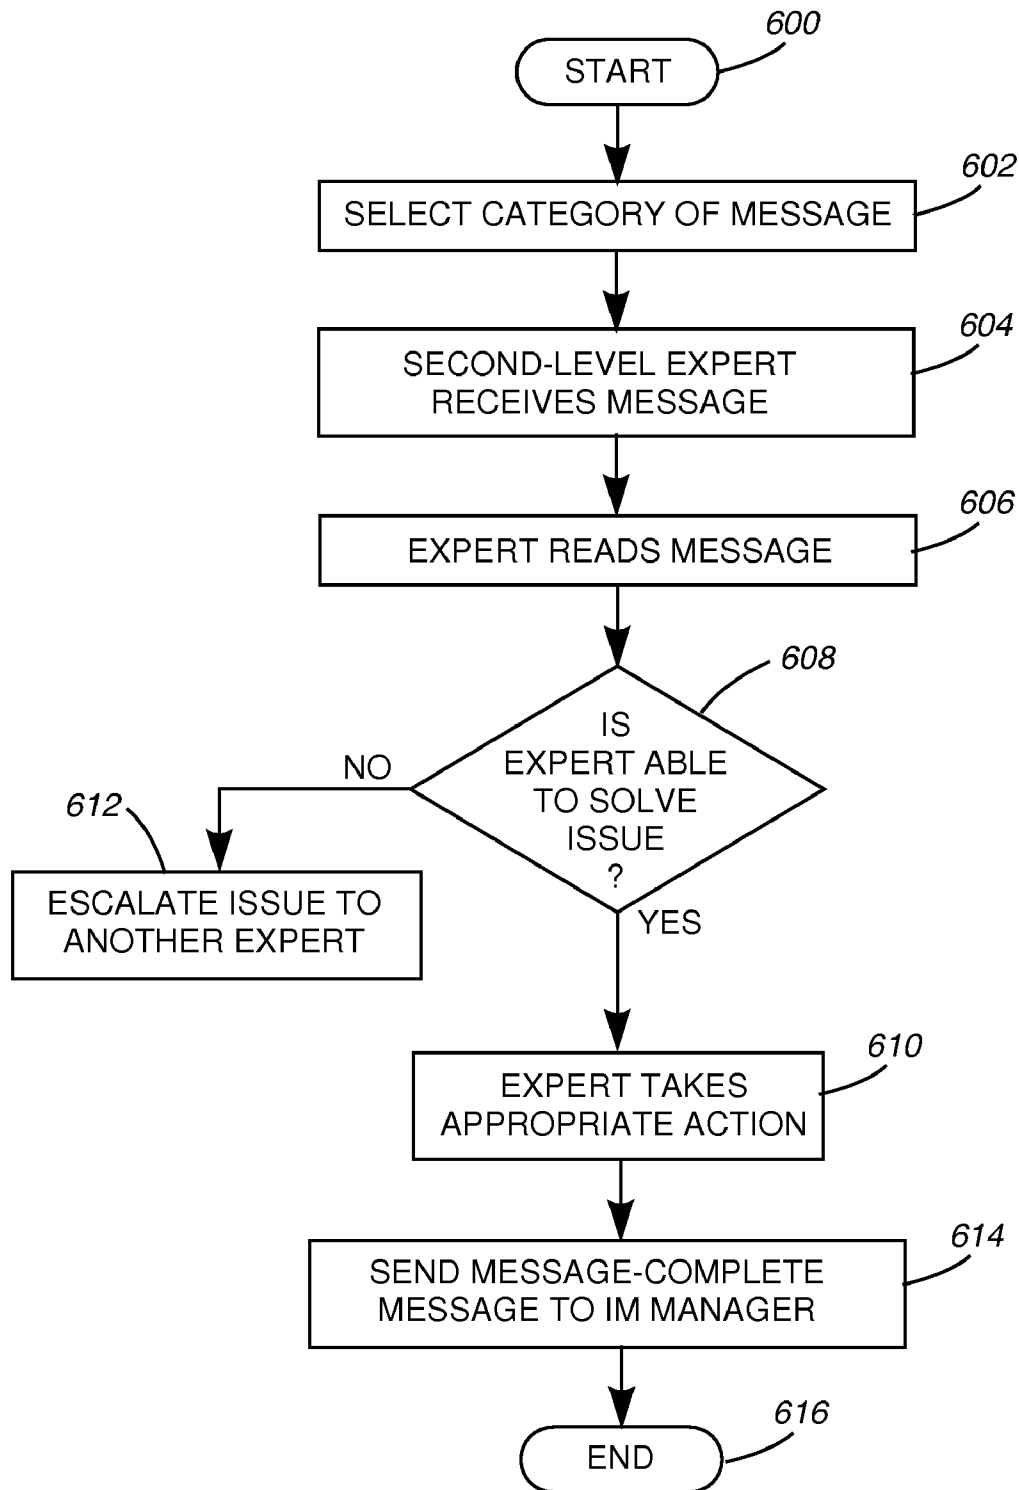 600
START
602
SELECT CATEGORY OF MESSAGE
604
SECOND-LEVEL EXPERT
RECEIVES MESSAGE
606
EXPERT READS MESSAGE
608
IS
EXPERT ABLE
TO SOLVE
ISSUE
?
NO
612
ESCALATE ISSUE TO
ANOTHER EXPERT
YES
610
EXPERT TAKES
APPROPRIATE ACTION
614
SEND MESSAGE-COMPLETE
MESSAGE TO IM MANAGER
616
END